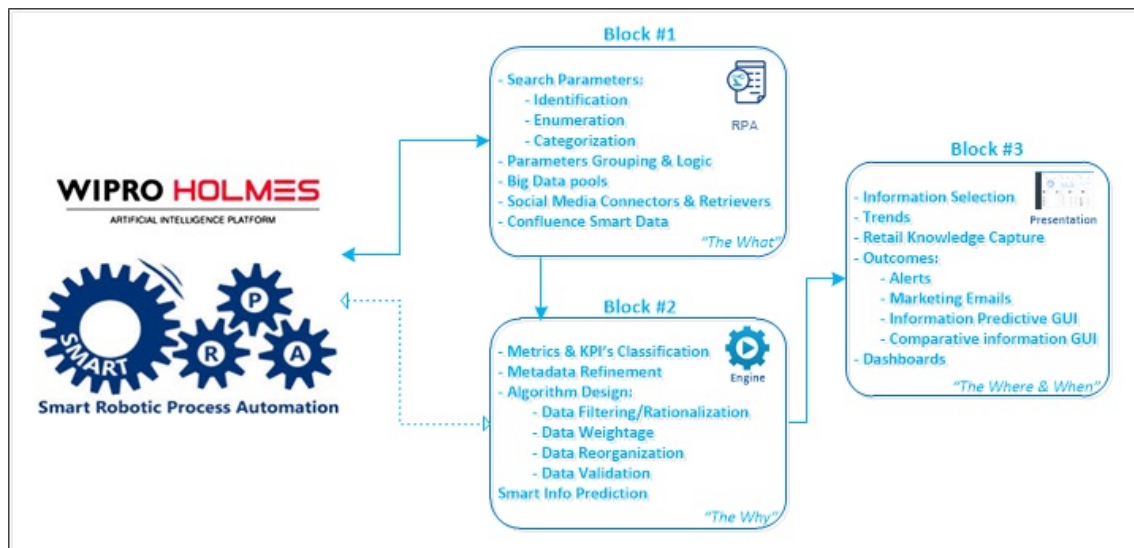 WIPRO HOLMES
ARTIFICIAL INTELLIGENCE PLATFORM
SMART
R
P
A
Smart Robotic Process Automation
Block #1
- Search Parameters:
- Identification
- Enumeration
- Categorization
- Parameters Grouping & Logic
- Big Data pools
- Social Media Connectors & Retrievers
- Confluence Smart Data
RPA
"The What"
Block #2
- Metrics & KPI's Classification
- Metadata Refinement
- Algorithm Design:
- Data Filtering/Rationalization
- Data Weightage
- Data Reorganization
- Data Validation
Smart Info Prediction
Engine
"The Why"
Block #3
- Information Selection
- Trends
- Retail Knowledge Capture
- Outcomes:
- Alerts
- Marketing Emails
- Information Predictive GUI
- Comparative information GUI
- Dashboards
Presentation
"The Where & When"